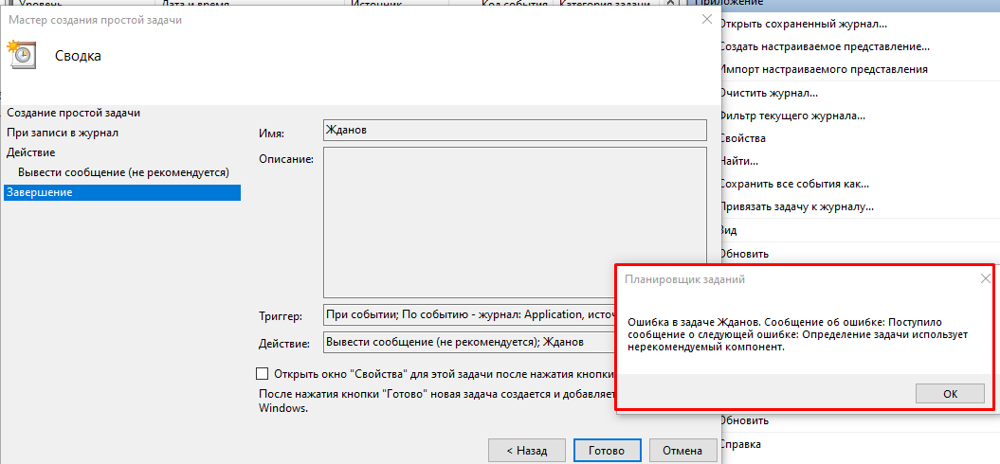 Уровень Дата и время Источник Код события Категория задачи
Приложение
Мастер создания простой задачи
Сводка
Создание простой задачи
При записи в журнал
Действие
Вывести сообщение (не рекомендуется)
Завершение
Имя: Жданов
Описание:
Триггер: При событии; По событию - журнал: Application, источ
Действие: Вывести сообщение (не рекомендуется); Жданов
Открыть окно "Свойства" для этой задачи после нажатия кнопки
После нажатия кнопки "Готово" новая задача создается и добавляет
Windows.
< Назад Готово Отмена
Открыть сохраненный журнал...
Создать настраиваемое представление...
Импорт настраиваемого представления
Очистить журнал...
Фильтр текущего журнала...
Свойства
Найти...
Сохранить все события как...
Привязать задачу к журналу...
Вид
Обновить
Планировщик заданий
Ошибка в задаче Жданов. Сообщение об ошибке: Поступило
сообщение о следующей ошибке: Определение задачи использует
нерекомендуемый компонент.
ОК
Обновить
Справка